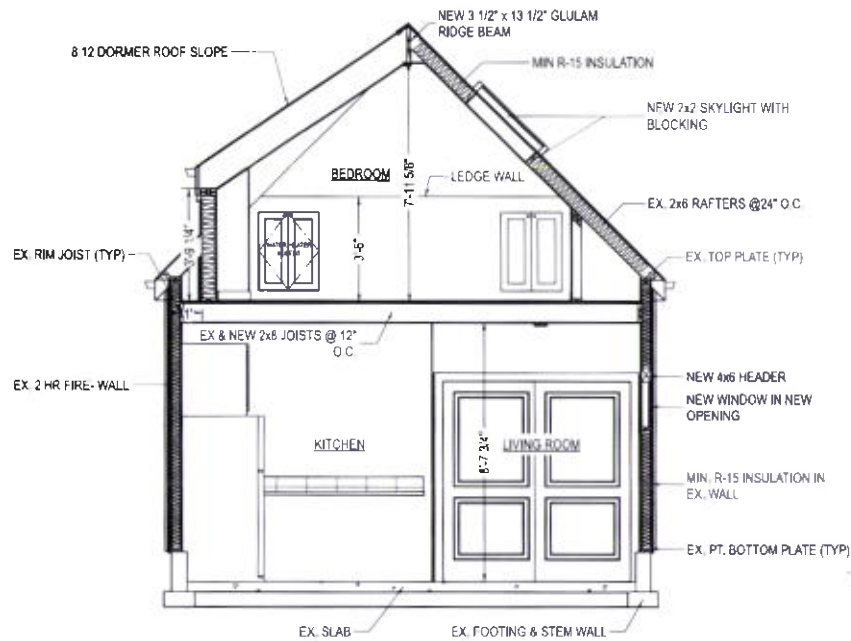 NEW 3 1/2" x 13 1/2" GLULAM
RIDGE BEAM
8:12 DORMER ROOF SLOPE
MIN R-15 INSULATION
NEW 2x2 SKYLIGHT WITH
BLOCKING
BEDROOM
LEDGE WALL
7'-11 5/8"
EX. 2x6 RAFTERS @24" O.C.
3'-9 1/4"
WATER HEATER
3'-6"
EX. RIM JOIST (TYP)
EX. TOP PLATE (TYP)
1'
EX & NEW 2x8 JOISTS @ 12"
O.C.
EX. 2 HR FIRE- WALL
NEW 4x6 HEADER
NEW WINDOW IN NEW
OPENING
KITCHEN
8'-7 3/4"
LIVING ROOM
MIN. R-15 INSULATION IN
EX. WALL
EX. PT. BOTTOM PLATE (TYP)
EX. SLAB
EX. FOOTING & STEM WALL